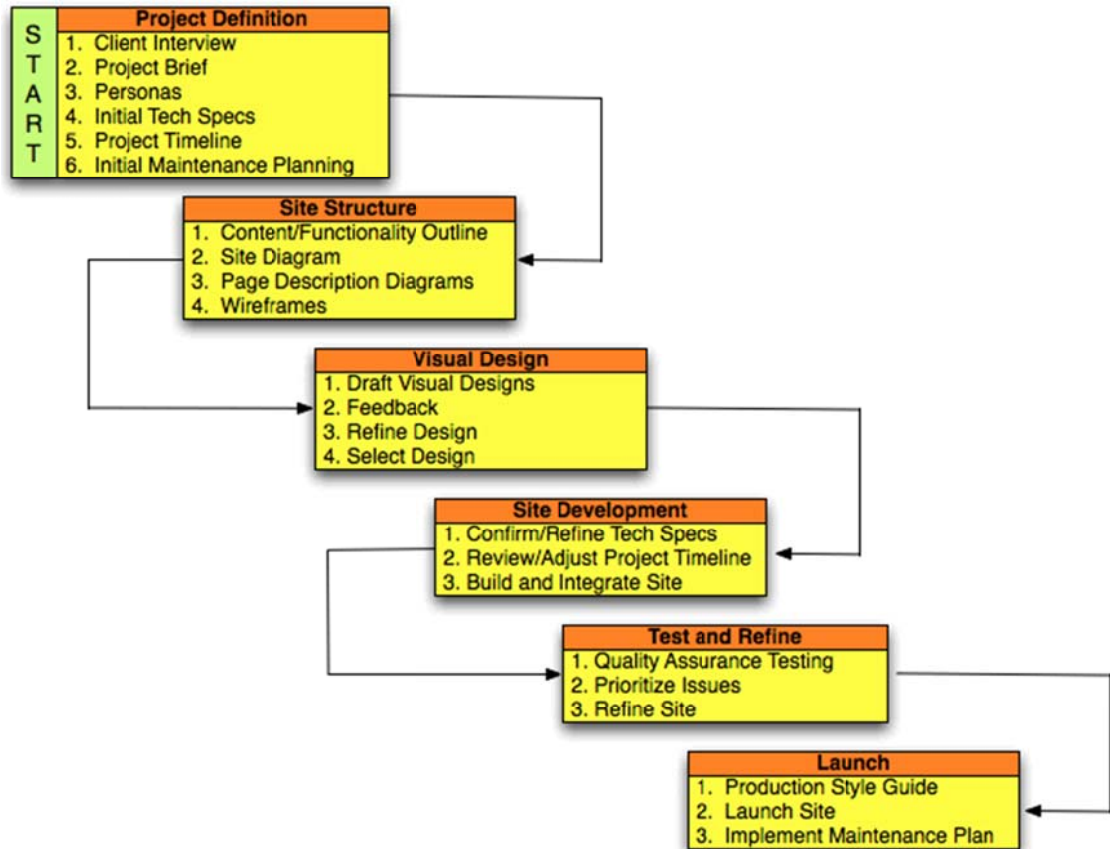 START
Project Definition
1. Client Interview
2. Project Brief
3. Personas
4. Initial Tech Specs
5. Project Timeline
6. Initial Maintenance Planning
Site Structure
1. Content/Functionality Outline
2. Site Diagram
3. Page Description Diagrams
4. Wireframes
Visual Design
1. Draft Visual Designs
2. Feedback
3. Refine Design
4. Select Design
Site Development
1. Confirm/Refine Tech Specs
2. Review/Adjust Project Timeline
3. Build and Integrate Site
Test and Refine
1. Quality Assurance Testing
2. Prioritize Issues
3. Refine Site
Launch
1. Production Style Guide
2. Launch Site
3. Implement Maintenance Plan